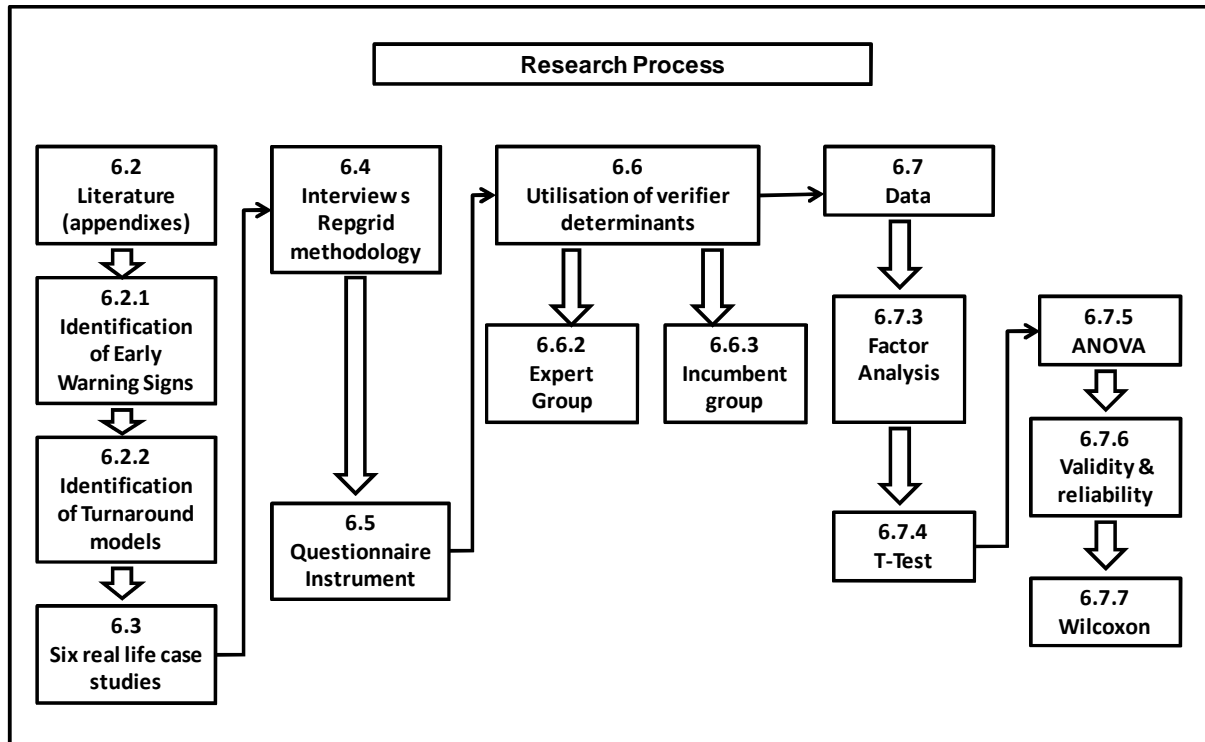 Research Process
6.2
Literature
(appendixes)
6.2.1
Identification
of Early
Warning Signs
6.2.2
Identification
of Turnaround
models
6.3
Six real life case
studies
6.4
Interview s
Repgrid
methodology
6.5
Questionnaire
Instrument
6.6
Utilisation of verifier
determinants
6.6.2
Expert
Group
6.6.3
Incumbent
group
6.7
Data
6.7.3
Factor
Analysis
6.7.4
T-Test
6.7.5
ANOVA
6.7.6
Validity &
reliability
6.7.7
Wilcoxon